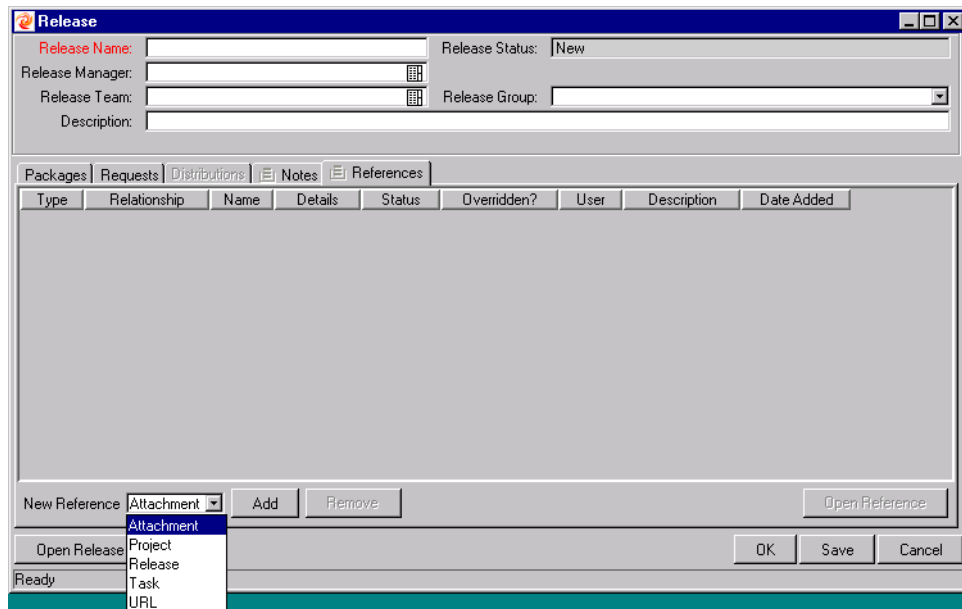 Release
Release Name:
Release Status: New
Release Manager:
Release Team:
Release Group:
Description:
Packages Requests Distributions Notes References
Type Relationship Name Details Status Overridden? User Description Date Added
New Reference Attachment Add Remove Open Reference
Attachment
Project
Release
Task
URL
Open Release OK Save Cancel
Ready